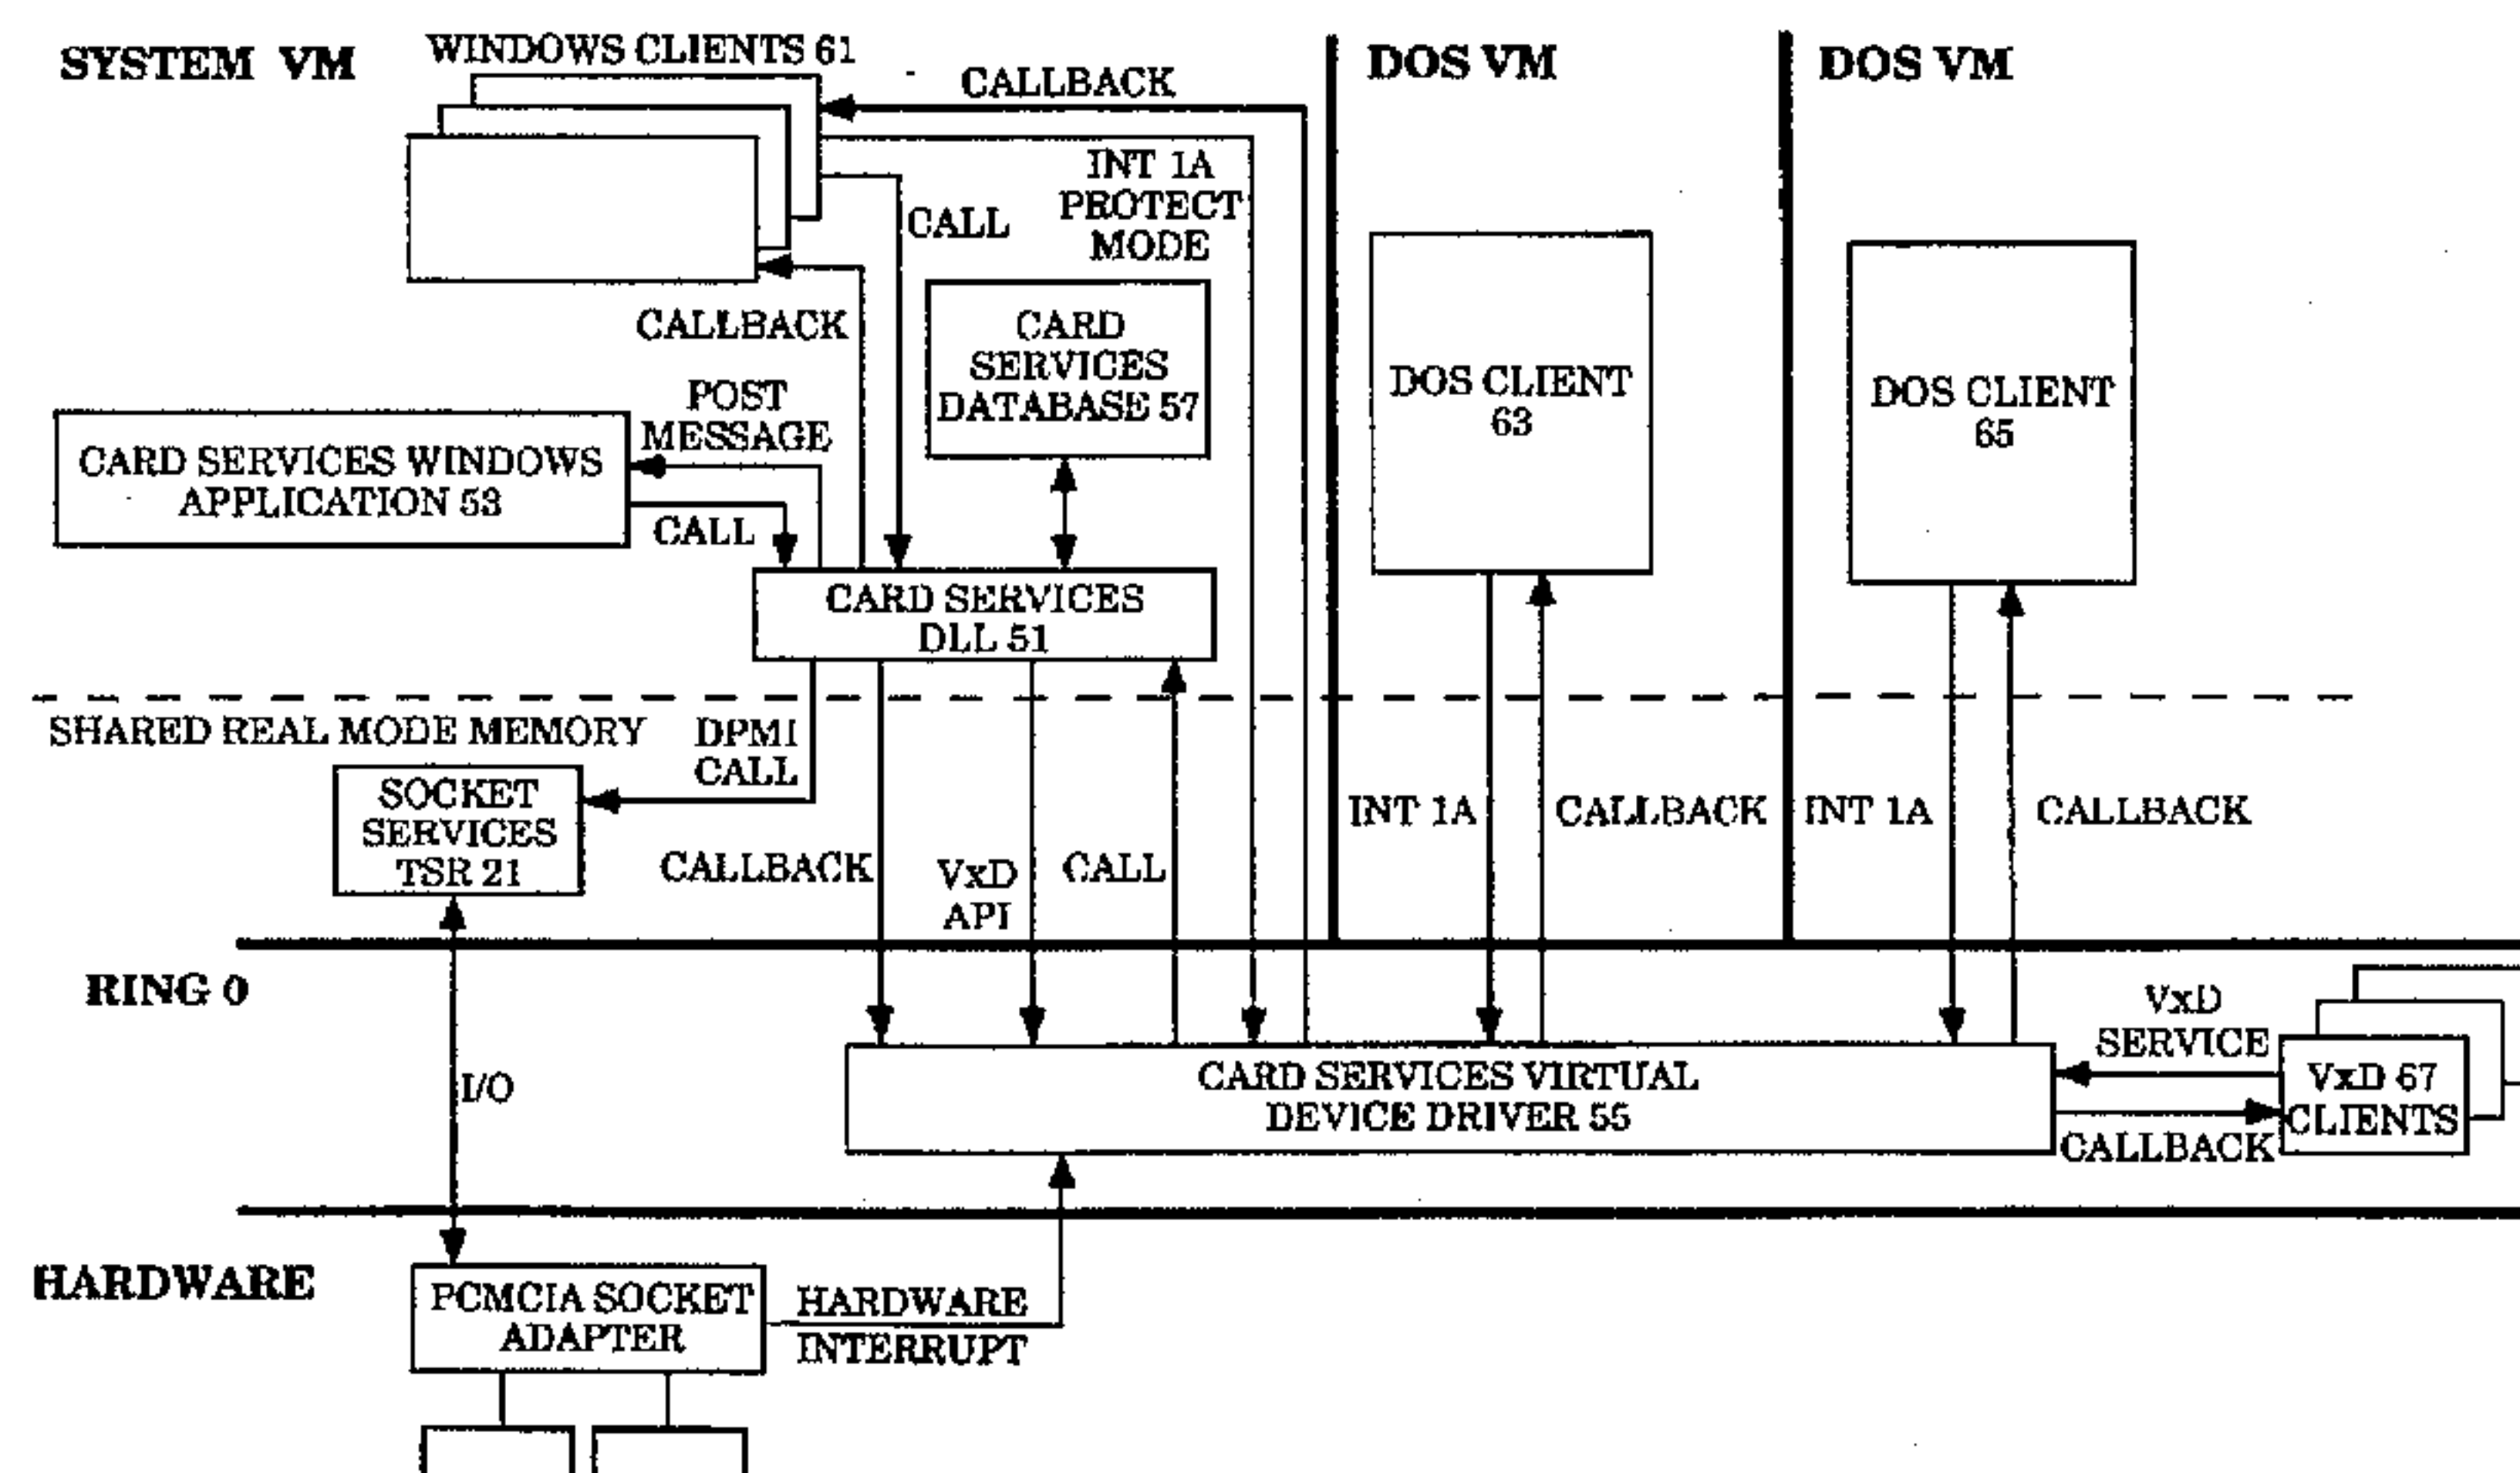 SYSTEM VM
WINDOWS CLIENTS 61
CALLBACK
DOS VM
DOS VM
INT 1A
PROTECT
MODE
CALL
CALLBACK
CARD
SERVICES
DATABASE 57
DOS CLIENT
63
DOS CLIENT
65
POST
MESSAGE
CARD SERVICES WINDOWS
APPLICATION 53
CALL
CARD SERVICES
DLL 51
SHARED REAL MODE MEMORY
DPMI
CALL
SOCKET
SERVICES
TSR 21
CALLBACK
VxD
API
CALL
INT 1A
CALLBACK
INT 1A
CALLBACK
RING 0
VxD
SERVICE
I/O
CARD SERVICES VIRTUAL
DEVICE DRIVER 55
VxD 67
CLIENTS
CALLBACK
HARDWARE
PCMCIA SOCKET
ADAPTER
HARDWARE
INTERRUPT